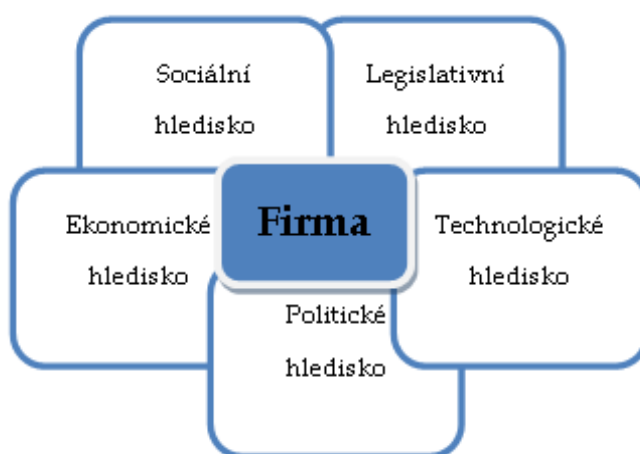 Sociální
hledisko
Legislativní
hledisko
Ekonomické
hledisko
Firma
Technologické
hledisko
Politické
hledisko